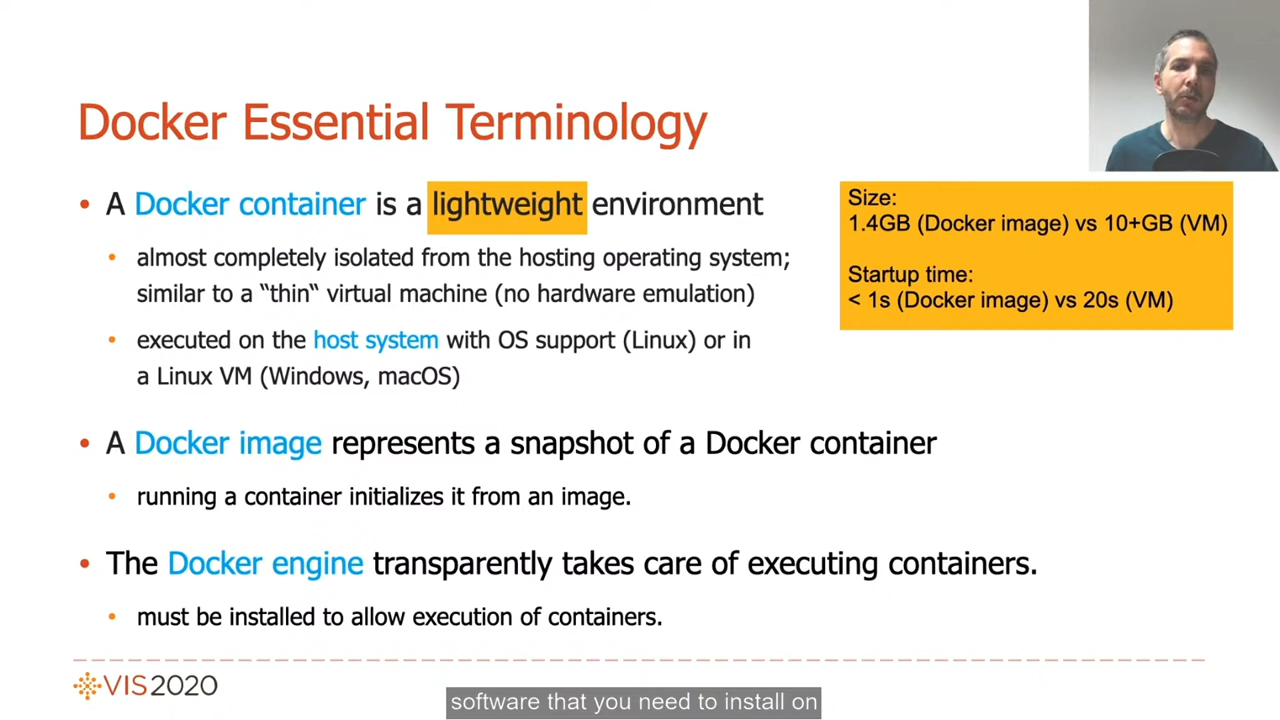 Docker Essential Terminology
• A Docker container is a lightweight environment
• almost completely isolated from the hosting operating system;
similar to a “thin“ virtual machine (no hardware emulation)
• executed on the host system with OS support (Linux) or in
a Linux VM (Windows, macOS)
Size:
1.4GB (Docker image) vs 10+GB (VM)
Startup time:
< 1s (Docker image) vs 20s (VM)
• A Docker image represents a snapshot of a Docker container
• running a container initializes it from an image.
• The Docker engine transparently takes care of executing containers.
• must be installed to allow execution of containers.
VIS2020
software that you need to install on